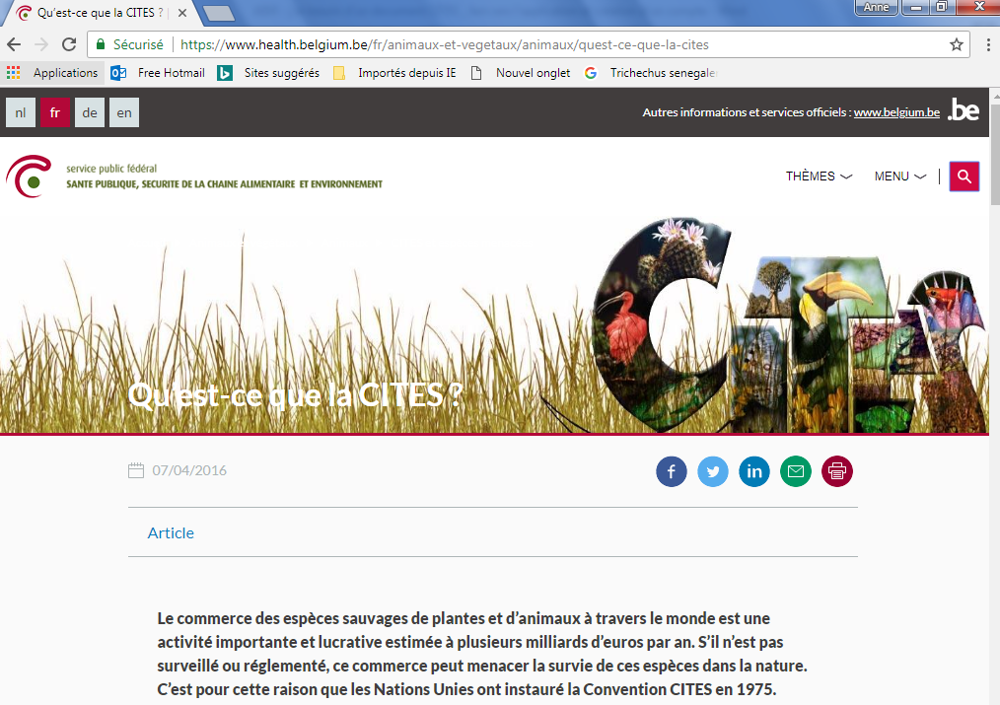 Qu'est-ce que la CITES ?
Anne
Sécurisé
https://www.health.belgium.be/fr/animaux-et-vegetaux/animaux/quest-ce-que-la-cites
Applications Free Hotmail Sites suggérés Importés depuis IE Nouvel onglet Trichechus senegale
nl fr de en
Autres informations et services officiels : www.belgium.be .be
service public fédéral
SANTE PUBLIQUE, SECURITE DE LA CHAINE ALIMENTAIRE ET ENVIRONNEMENT
THÈMES MENU
CITES
Qu'est-ce que la CITES ?
07/04/2016
Article
Le commerce des espèces sauvages de plantes et d’animaux à travers le monde est une
activité importante et lucrative estimée à plusieurs milliards d’euros par an. S’il n’est pas
surveillé ou réglementé, ce commerce peut menacer la survie de ces espèces dans la nature.
C’est pour cette raison que les Nations Unies ont instauré la Convention CITES en 1975.